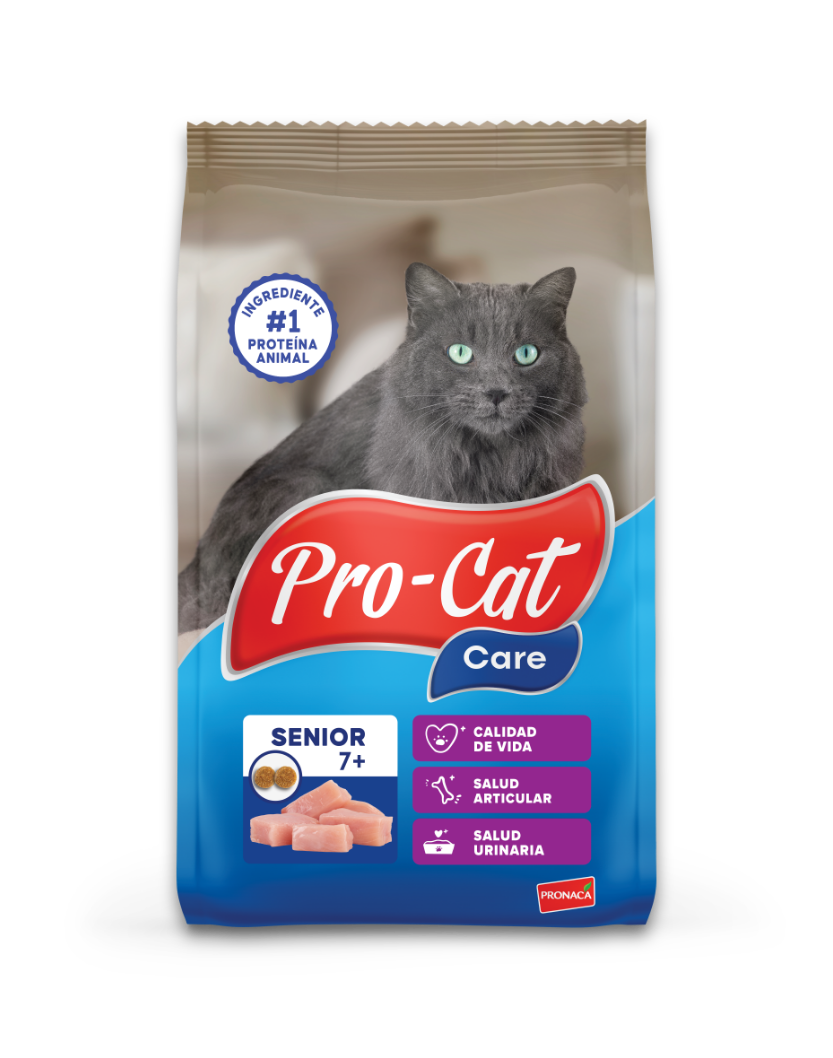 INGREDIENTE
#1
PROTEÍNA
ANIMAL
Pro-Cat
Care
SENIOR
7+
CALIDAD
DE VIDA
SALUD
ARTICULAR
SALUD
URINARIA
PRONACA